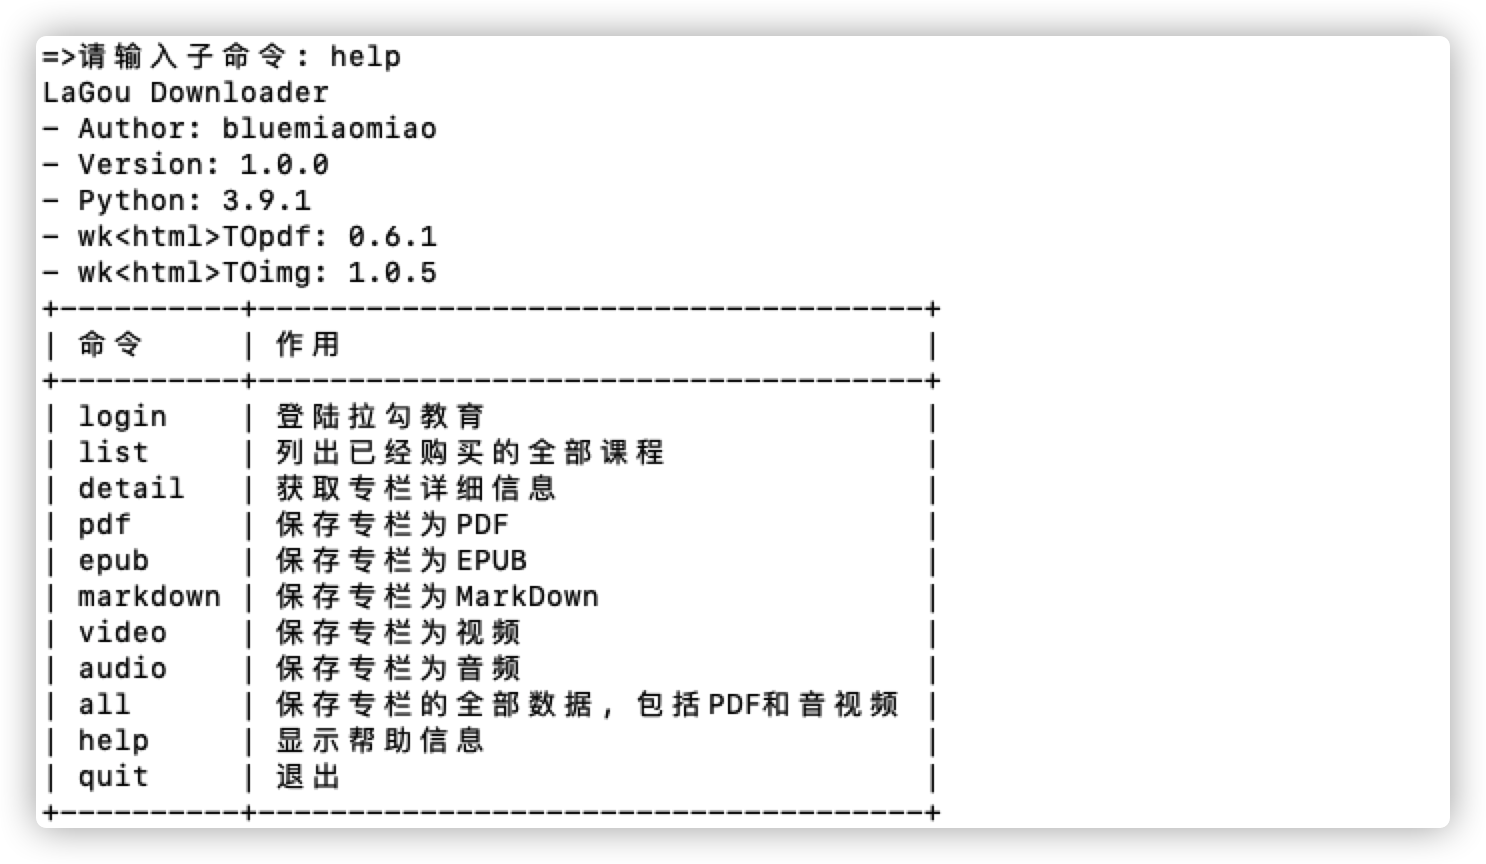 =>请输入子命令: help
LaGou Downloader
- Author: bluemiaomiao
- Version: 1.0.0
- Python: 3.9.1
- wk<html>TOpdf: 0.6.1
- wk<html>TOimg: 1.0.5
+----------+-------------------------------------+
| 命令 | 作用 |
+----------+-------------------------------------+
| login | 登陆拉勾教育 |
| list | 列出已经购买的全部课程 |
| detail | 获取专栏详细信息 |
| pdf | 保存专栏为PDF |
| epub | 保存专栏为EPUB |
| markdown | 保存专栏为MarkDown |
| video | 保存专栏为视频 |
| audio | 保存专栏为音频 |
| all | 保存专栏的全部数据, 包括PDF和音视频 |
| help | 显示帮助信息 |
| quit | 退出 |
+----------+-------------------------------------+